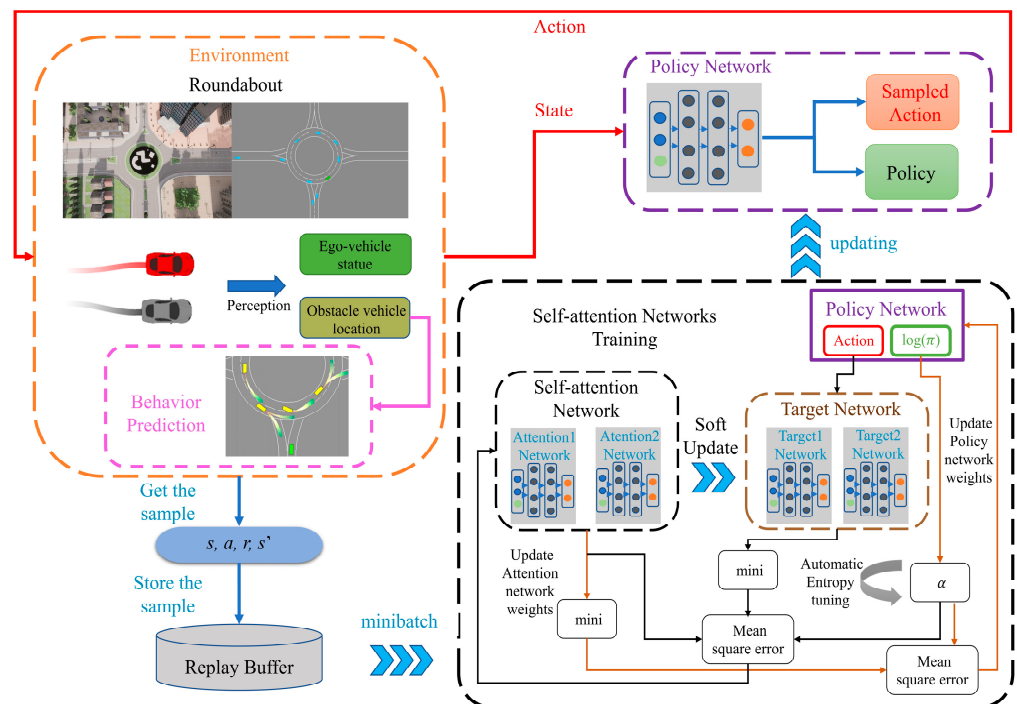 Action
Environment
Roundabout
State
Policy Network
Sampled
Action
Policy
updating
Ego-vehicle
statue
Perception
Obstacle vehicle
location
Behavior
Prediction
Get the
sample
s, a, r, s’
Store the
sample
Replay Buffer
minibatch
Self-attention Networks
Training
Policy Network
Action
log(π)
Self-attention
Network
Attention1
Network
Atention2
Network
Soft
Update
Target Network
Target1
Network
Target2
Network
Update
Policy
network
weights
Update
Attention
network
weights
mini
mini
Automatic
Entropy
tuning
α
Mean
square error
Mean
square error